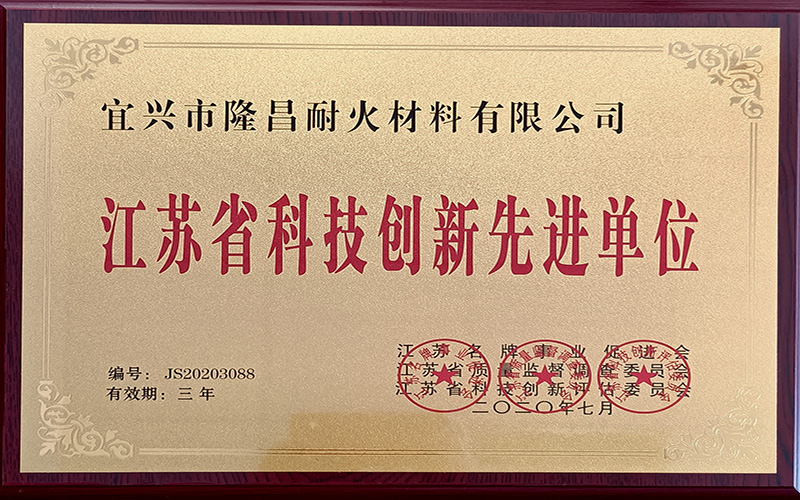 宜兴市隆昌耐火材料有限公司
江苏省科技创新先进单位
编号：JS20203088
有效期：三年
江苏名牌事业促进会
江苏省质量监督调查委员会
江苏省科技创新评估委员会
二〇二〇年七月